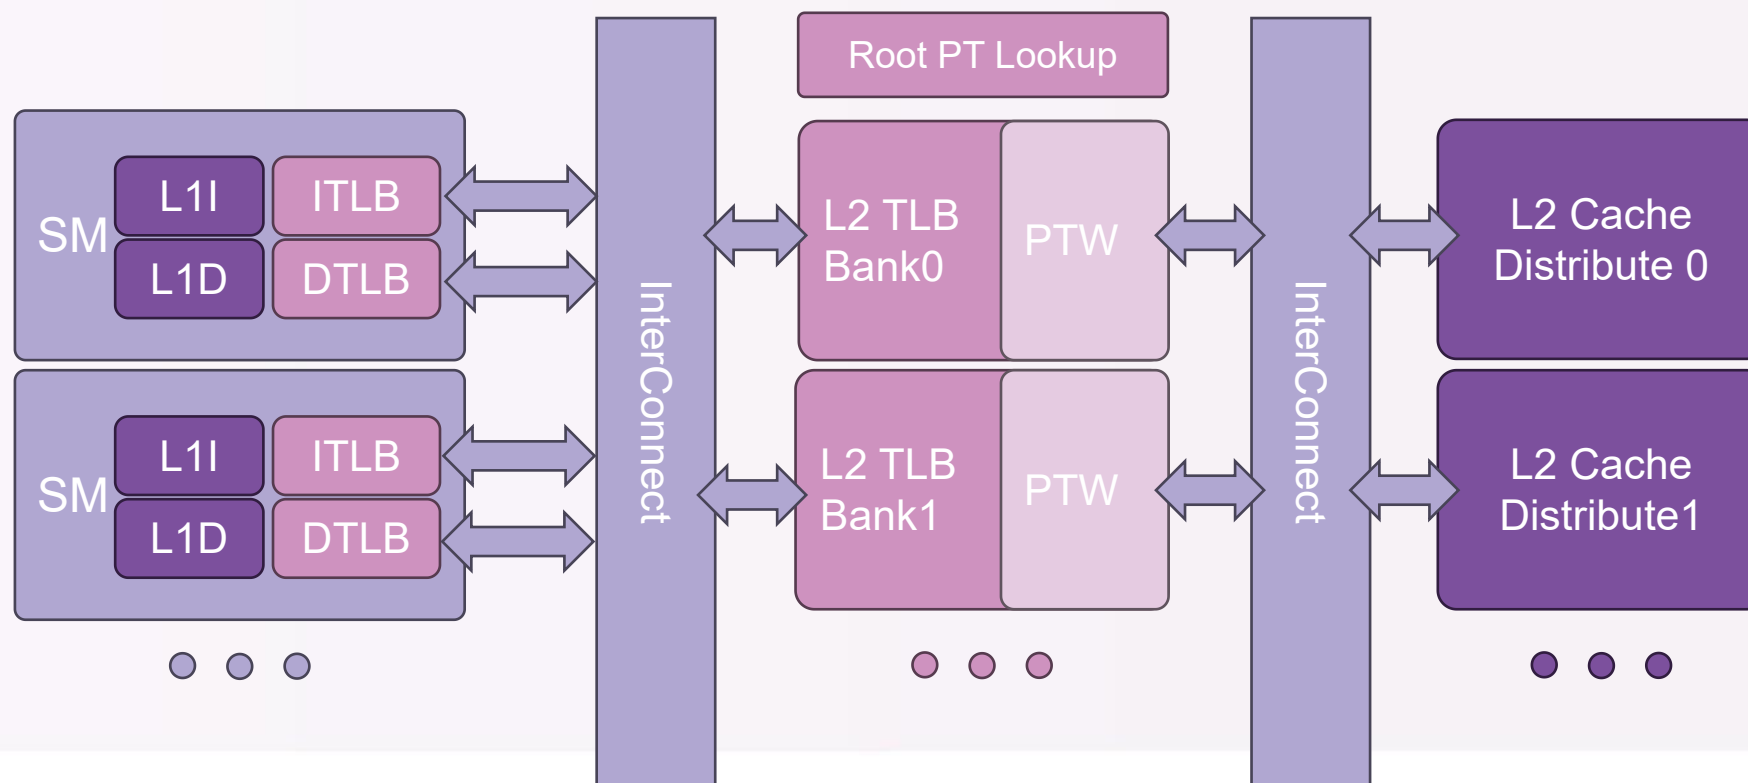 Root PT Lookup
SM
L1I
ITLB
L1D
DTLB
SM
L1I
ITLB
L1D
DTLB
InterConnect
L2 TLB
Bank0
PTW
L2 TLB
Bank1
PTW
InterConnect
L2 Cache
Distribute 0
L2 Cache
Distribute1